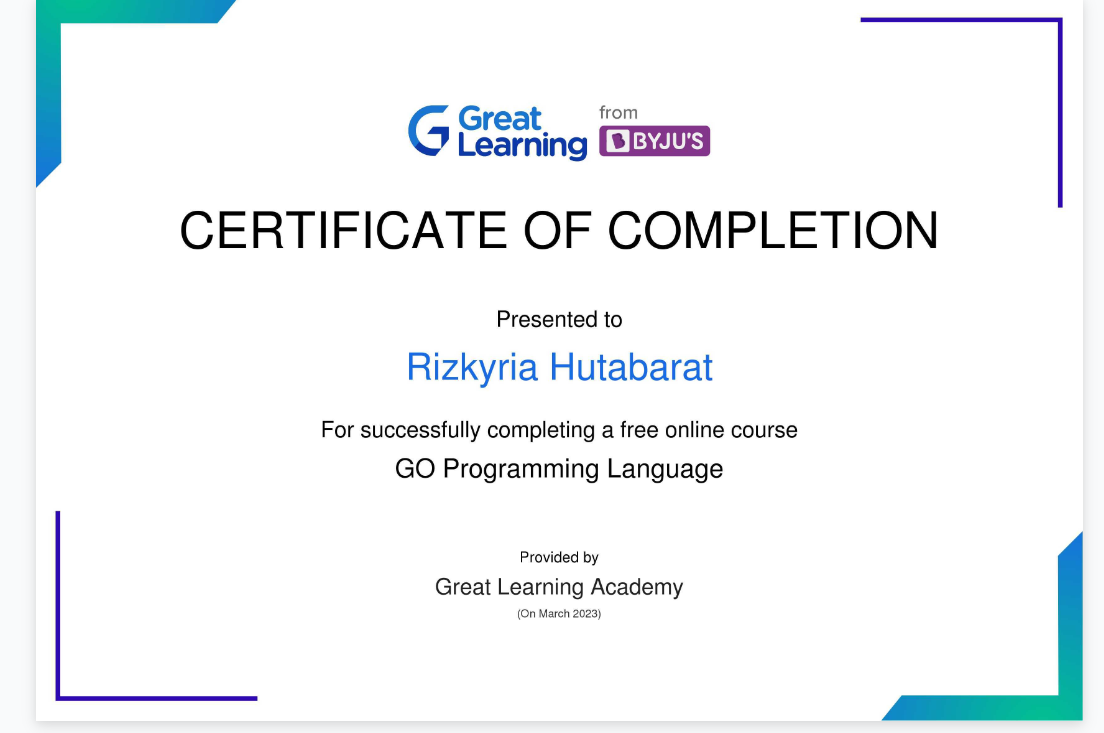 Great
Learning
from
BYJU'S
CERTIFICATE OF COMPLETION
Presented to
Rizkyria Hutabarat
For successfully completing a free online course
GO Programming Language
Provided by
Great Learning Academy
(On March 2023)